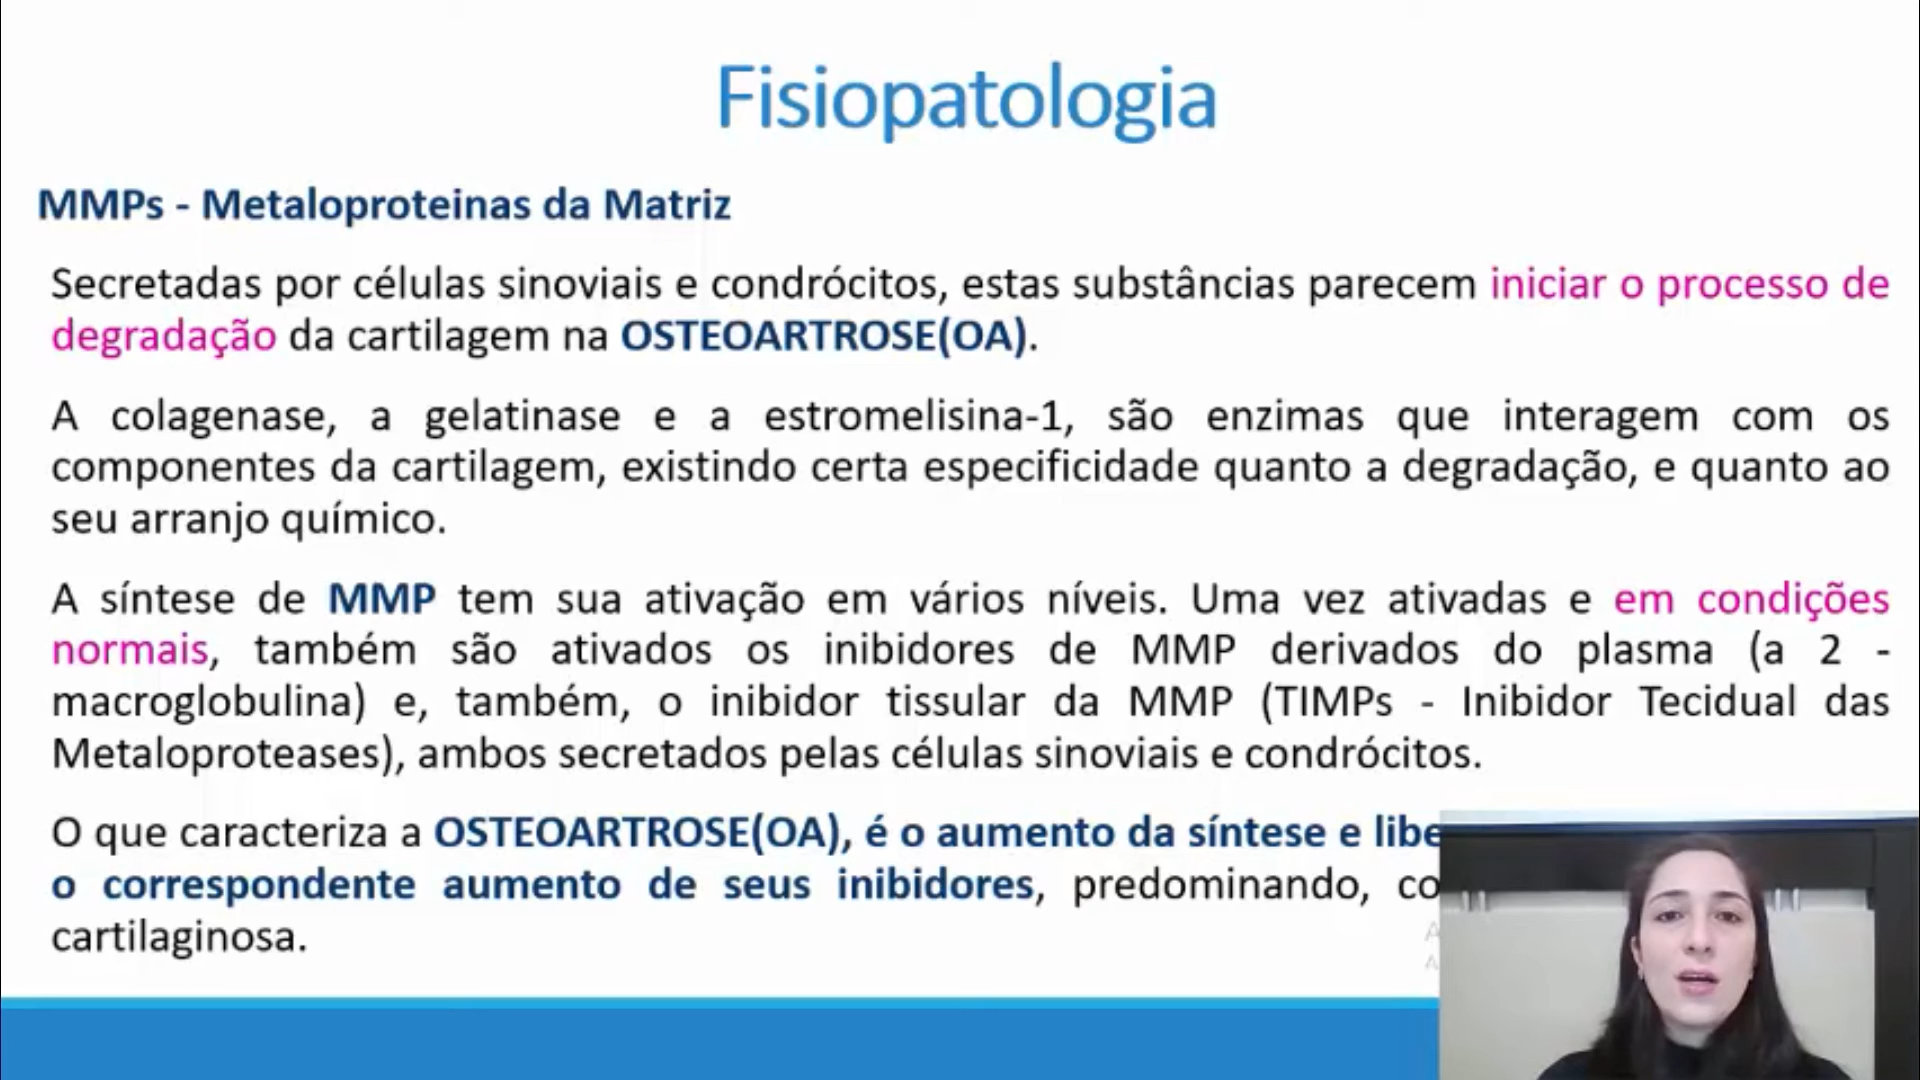 Fisiopatologia
MMPs - Metaloproteinas da Matriz
Secretadas por células sinoviais e condrócitos, estas substâncias parecem iniciar o processo de
degradação da cartilagem na OSTEOARTROSE(OA).
A colagenase, a gelatinase e a estromelisina-1, são enzimas que interagem com os
componentes da cartilagem, existindo certa especificidade quanto a degradação, e quanto ao
seu arranjo químico.
A síntese de MMP tem sua ativação em vários níveis. Uma vez ativadas e em condições
normais, também são ativados os inibidores de MMP derivados do plasma (a 2 -
macroglobulina) e, também, o inibidor tissular da MMP (TIMPs - Inibidor Tecidual das
Metaloproteases), ambos secretados pelas células sinoviais e condrócitos.
O que caracteriza a OSTEOARTROSE(OA), é o aumento da síntese e
o correspondente aumento de seus inibidores, predominando,
cartilaginosa.